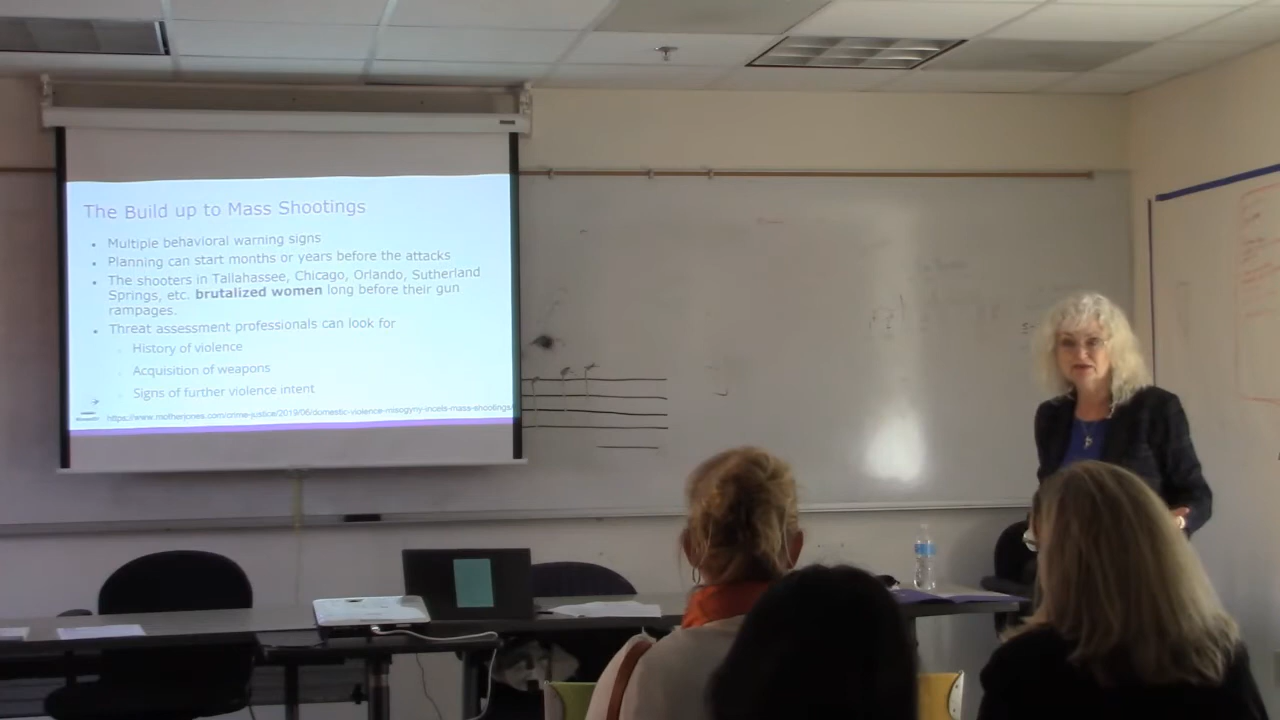 The Build up to Mass Shootings
• Multiple behavioral warning signs
• Planning can start months or years before the attacks
• The shooters in Tallahassee, Chicago, Orlando, Sutherland
Springs, etc. brutalized women long before their gun
rampages.
• Threat assessment professionals can look for
History of violence
Acquisition of weapons
Signs of further violence intent
https://www.motherjones.com/crime-justice/2019/06/domestic-violence-misogyny-incels-mass-shootings/